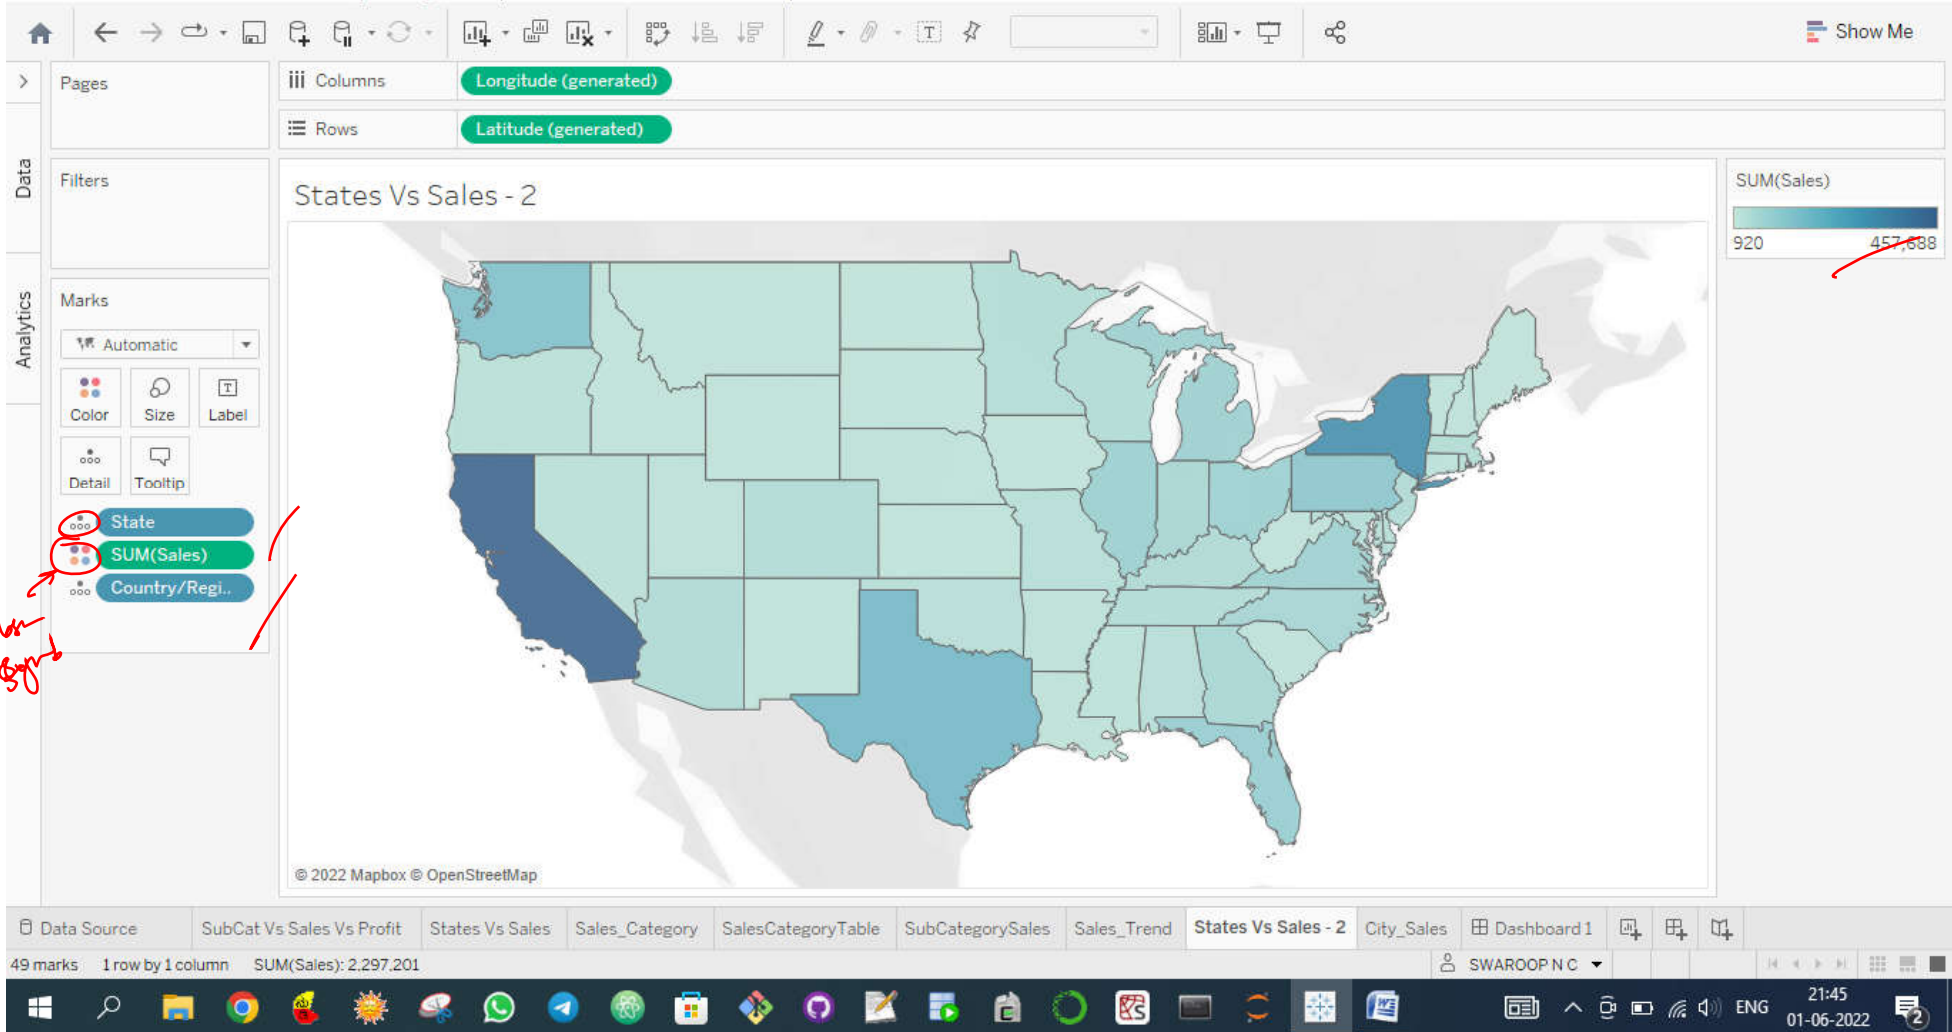 Show Me
Pages
Columns
Longitude (generated)
Rows
Latitude (generated)
Data
Analytics
Filters
Marks
Automatic
Color
Size
Label
Detail
Tooltip
State
SUM(Sales)
Country/Regi..
States Vs Sales - 2
© 2022 Mapbox © OpenStreetMap
SUM(Sales)
920 457,688
Data Source SubCat Vs Sales Vs Profit States Vs Sales Sales_Category SalesCategoryTable SubCategorySales Sales_Trend States Vs Sales - 2 City_Sales Dashboard 1
49 marks 1 row by 1 column SUM(Sales): 2,297,201 SWAROOP N C
ENG
21:45
01-06-2022
2